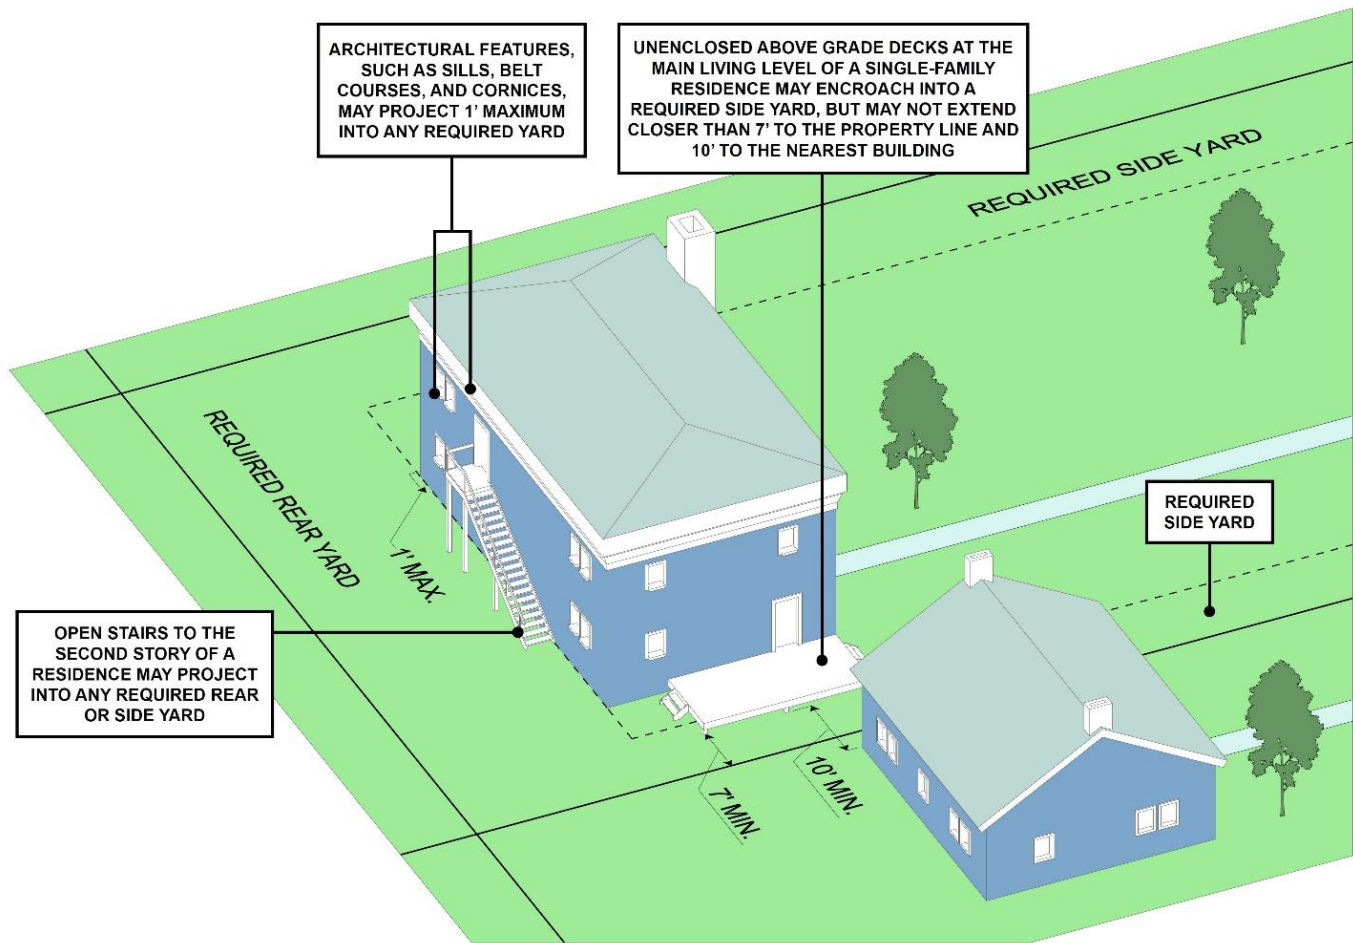 ARCHITECTURAL FEATURES,
SUCH AS SILLS, BELT
COURSES, AND CORNICES,
MAY PROJECT 1' MAXIMUM
INTO ANY REQUIRED YARD
UNENCLOSED ABOVE GRADE DECKS AT THE
MAIN LIVING LEVEL OF A SINGLE-FAMILY
RESIDENCE MAY ENCROACH INTO A
REQUIRED SIDE YARD, BUT MAY NOT EXTEND
CLOSER THAN 7' TO THE PROPERTY LINE AND
10' TO THE NEAREST BUILDING
REQUIRED SIDE YARD
REQUIRED REAR YARD
1' MAX.
REQUIRED
SIDE YARD
OPEN STAIRS TO THE
SECOND STORY OF A
RESIDENCE MAY PROJECT
INTO ANY REQUIRED REAR
OR SIDE YARD
7' MIN.
10' MIN.